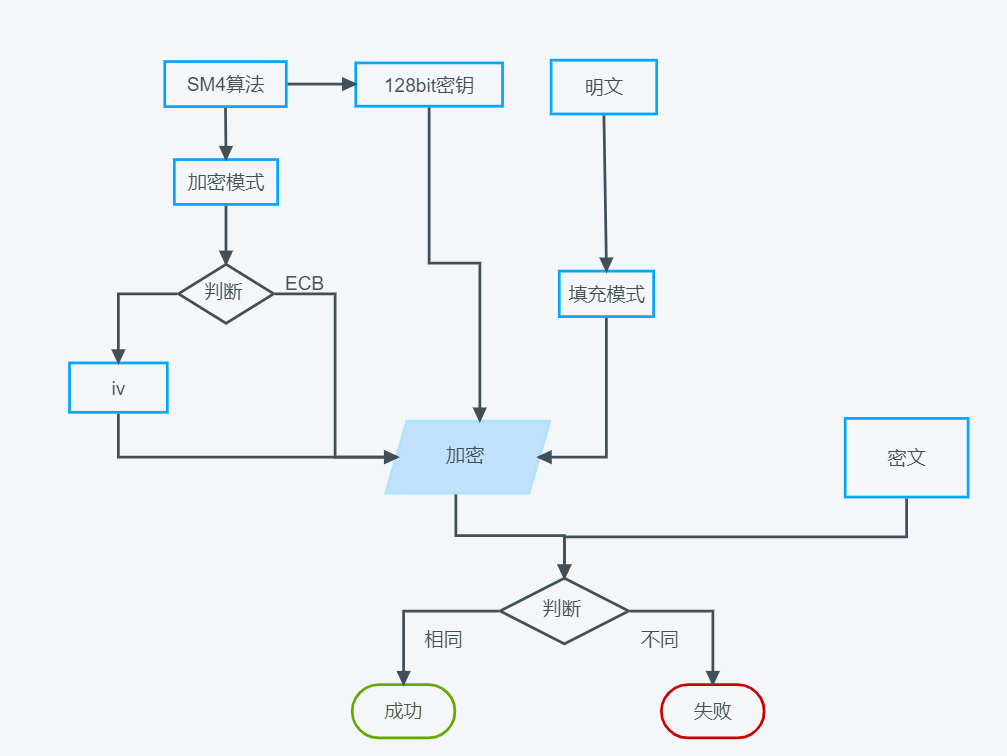 SM4算法
128bit密钥
明文
加密模式
判断
ECB
填充模式
iv
加密
密文
判断
相同
不同
成功
失败